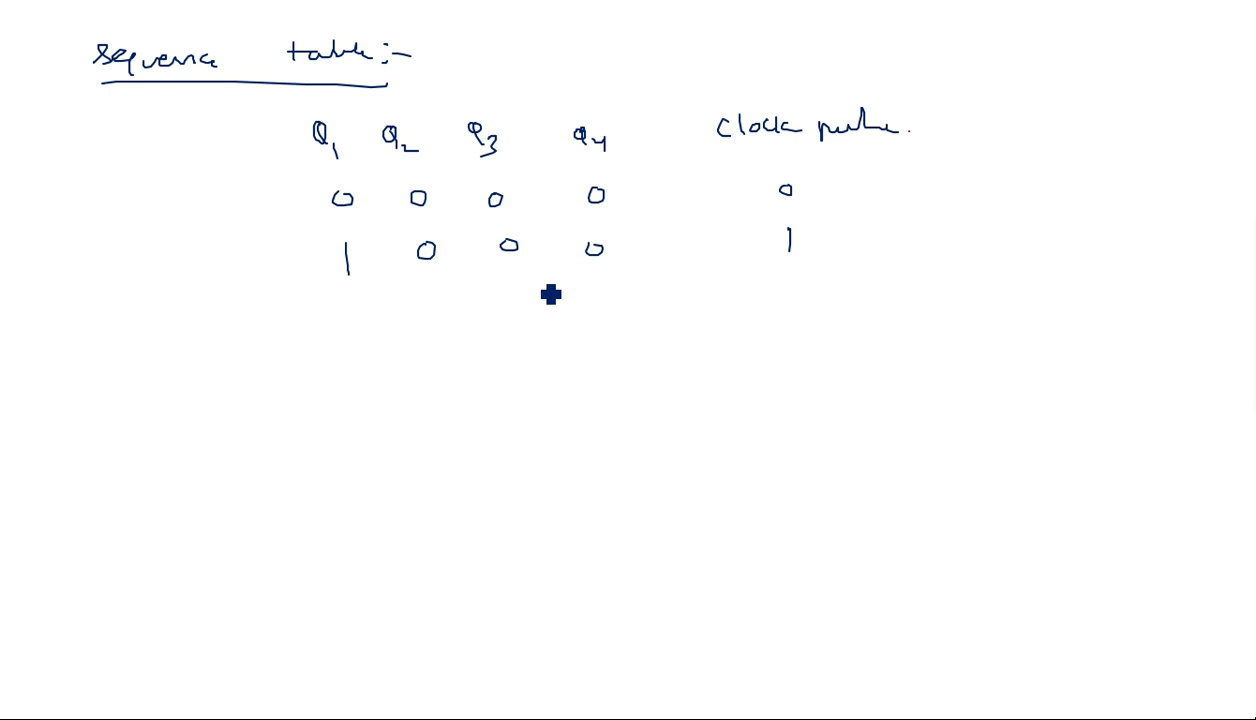 sequence table:-
Q1 Q2 Q3 Q4 clock pulse.
0 0 0 0 0
1 0 0 0 1